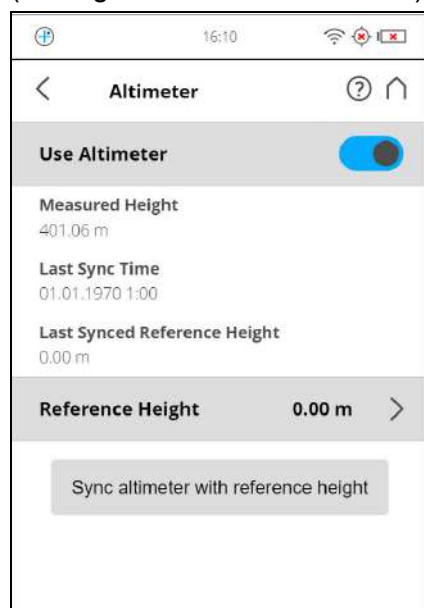 16:10
Altimeter
Use Altimeter
Measured Height
401.06 m
Last Sync Time
01.01.1970 1:00
Last Synced Reference Height
0.00 m
Reference Height 0.00 m
Sync altimeter with reference height